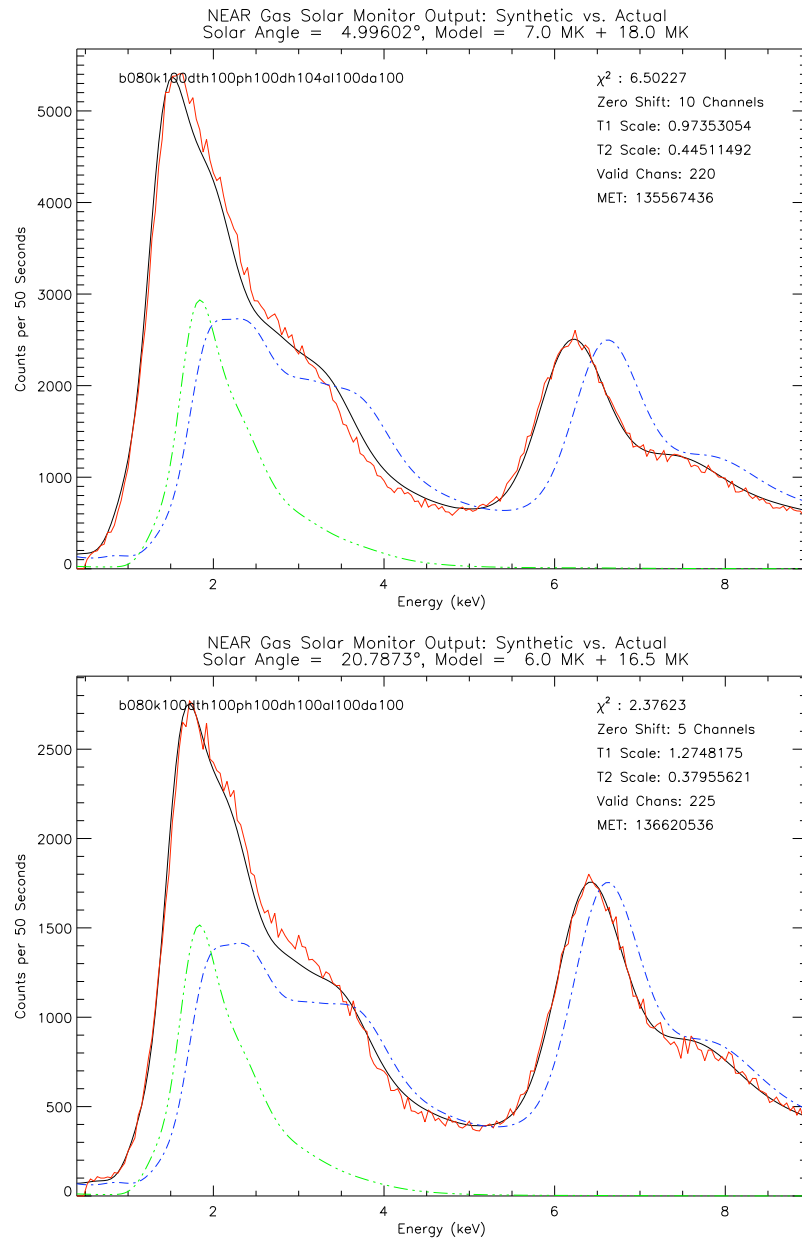 NEAR Gas Solar Monitor Output: Synthetic vs. Actual
Solar Angle = 4.99602°, Model = 7.0 MK + 18.0 MK
b080k100dth100ph100dh104al100da100
χ² : 6.50227
Zero Shift: 10 Channels
T1 Scale: 0.97353054
T2 Scale: 0.44511492
Valid Chans: 220
MET: 135567436
Counts per 50 Seconds
5000
4000
3000
2000
1000
0
2 4 6 8
Energy (keV)
NEAR Gas Solar Monitor Output: Synthetic vs. Actual
Solar Angle = 20.7873°, Model = 6.0 MK + 16.5 MK
b080k100dth100ph100dh100al100da100
χ² : 2.37623
Zero Shift: 5 Channels
T1 Scale: 1.2748175
T2 Scale: 0.37955621
Valid Chans: 225
MET: 136620536
Counts per 50 Seconds
2500
2000
1500
1000
500
0
2 4 6 8
Energy (keV)